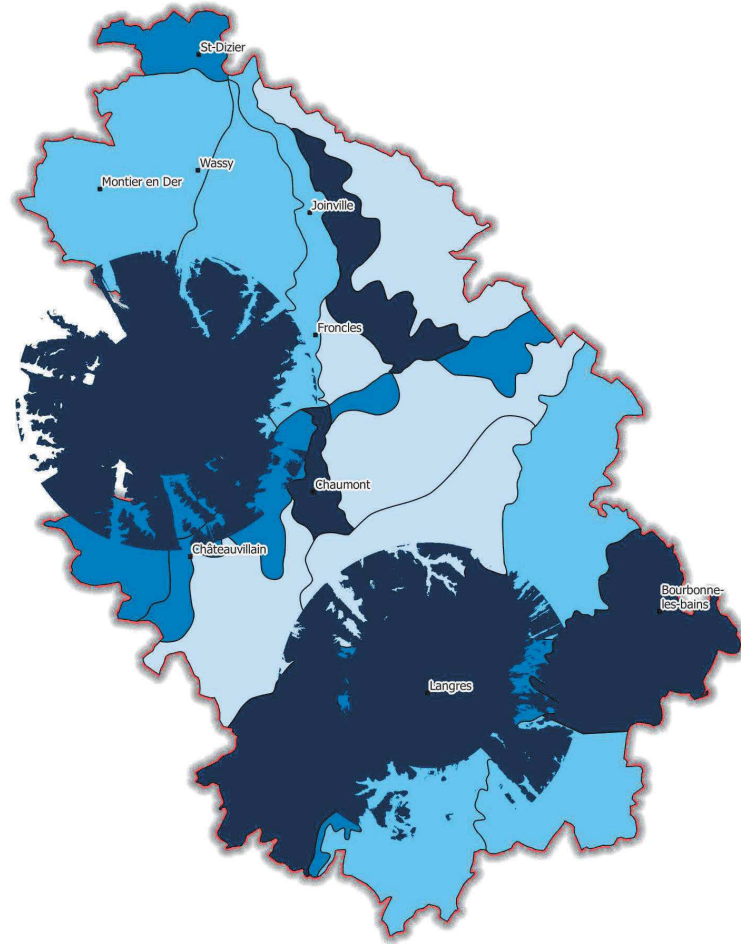 St-Dizier
Wassy
Montier en Der
Joinville
Froncles
Chaumont
Châteauvillain
Bourbonne-
les-bains
Langres